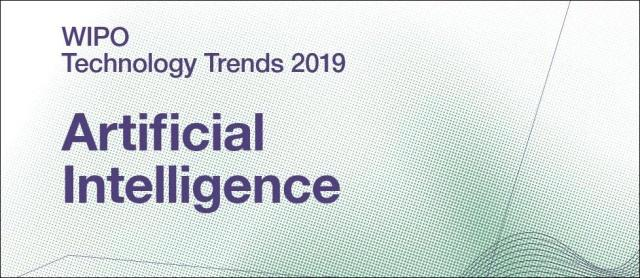 WIPO
Technology Trends 2019
Artificial
Intelligence